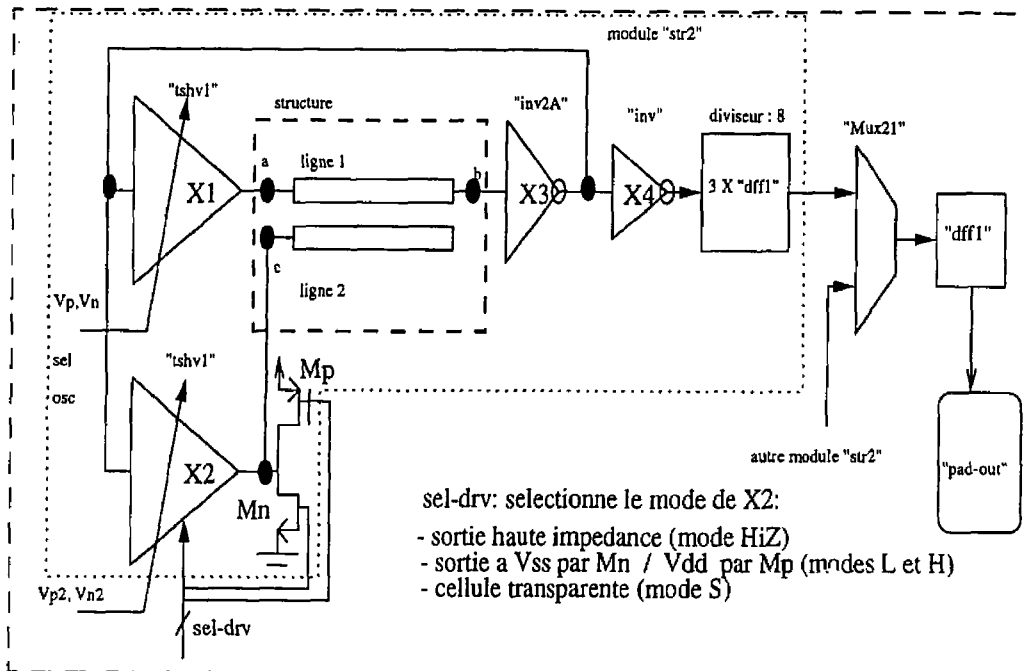 module "str2"
"tshv1"
structure
"inv2A"
"inv"
diviseur : 8
"Mux21"
a
ligne 1
b
X1
X3
X4
3 X "dff1"
"dff1"
c
ligne 2
Vp,Vn
sel
osc
"tshv1"
Mp
X2
Mn
autre module "str2"
"pad-out"
sel-drv: selectionne le mode de X2:
- sortie haute impedance (mode HiZ)
- sortie a Vss par Mn / Vdd par Mp (modes L et H)
- cellule transparente (mode S)
Vp2, Vn2
sel-drv